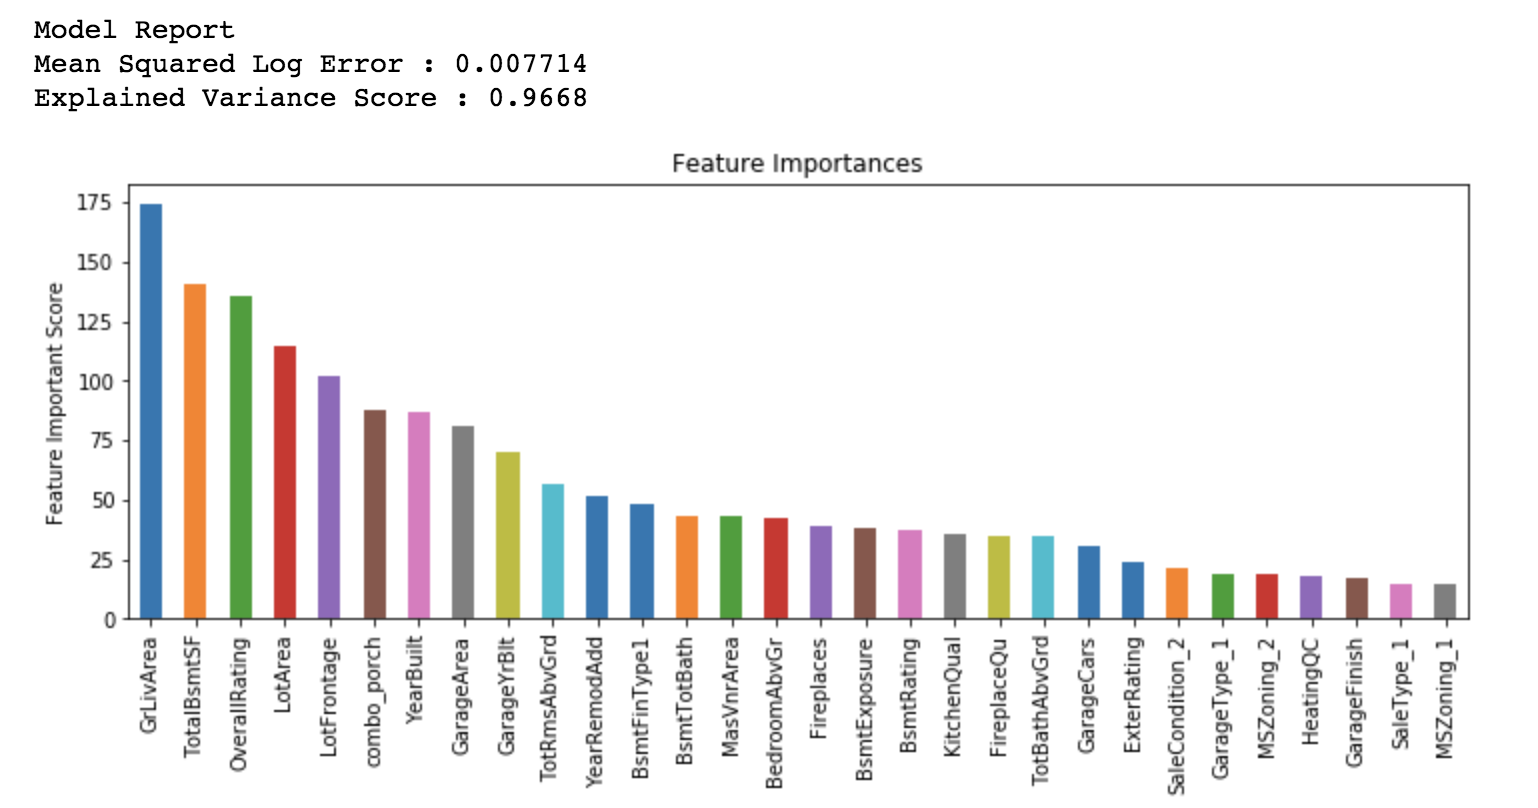 Model Report
Mean Squared Log Error : 0.007714
Explained Variance Score : 0.9668
Feature Importances
Feature Important Score
175
150
125
100
75
50
25
0
GrLivArea
TotalBsmtSF
OverallRating
LotArea
LotFrontage
combo_porch
YearBuilt
GarageArea
GarageYrBlt
TotRmsAbvGrd
YearRemodAdd
BsmtFinType1
BsmtTotBath
MasVnrArea
BedroomAbvGr
Fireplaces
BsmtExposure
BsmtRating
KitchenQual
FireplaceQu
TotBathAbvGrd
GarageCars
ExterRating
SaleCondition_2
GarageType_1
MSZoning_2
HeatingQC
GarageFinish
SaleType_1
MSZoning_1